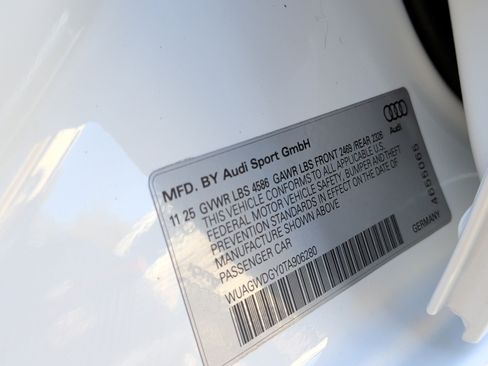 MFD. BY Audi Sport GmbH
Audi
11 25 GVWR LBS 4586 GAWR LBS FRONT 2469 /REAR 2326
THIS VEHICLE CONFORMS TO ALL APPLICABLE U.S.
FEDERAL MOTOR VEHICLE SAFETY, BUMPER AND THEFT
PREVENTION STANDARDS IN EFFECT ON THE DATE OF
MANUFACTURE SHOWN ABOVE
PASSENGER CAR
WUAGWDGY0TA906280
GERMANY